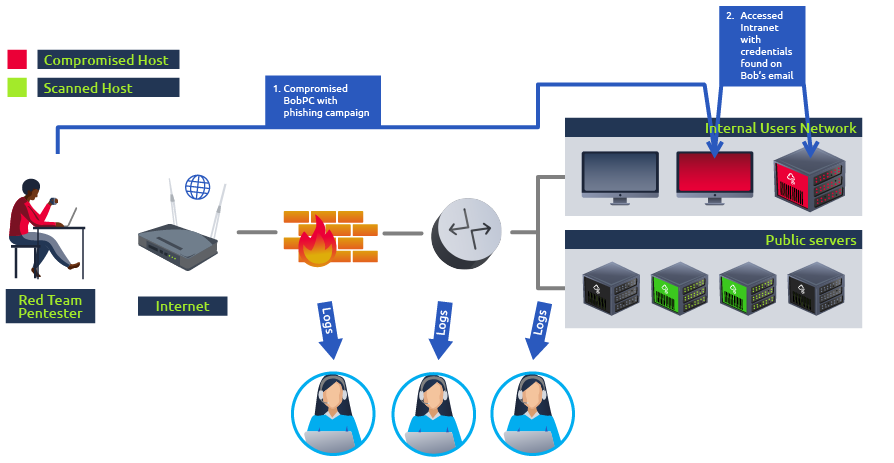 Compromised Host
Scanned Host
1. Compromised
BobPC with
phishing campaign
2. Accessed
Intranet
with
credentials
found on
Bob's email
Internal Users Network
Public servers
Red Team
Pentester
Internet
Logs
Logs
Logs